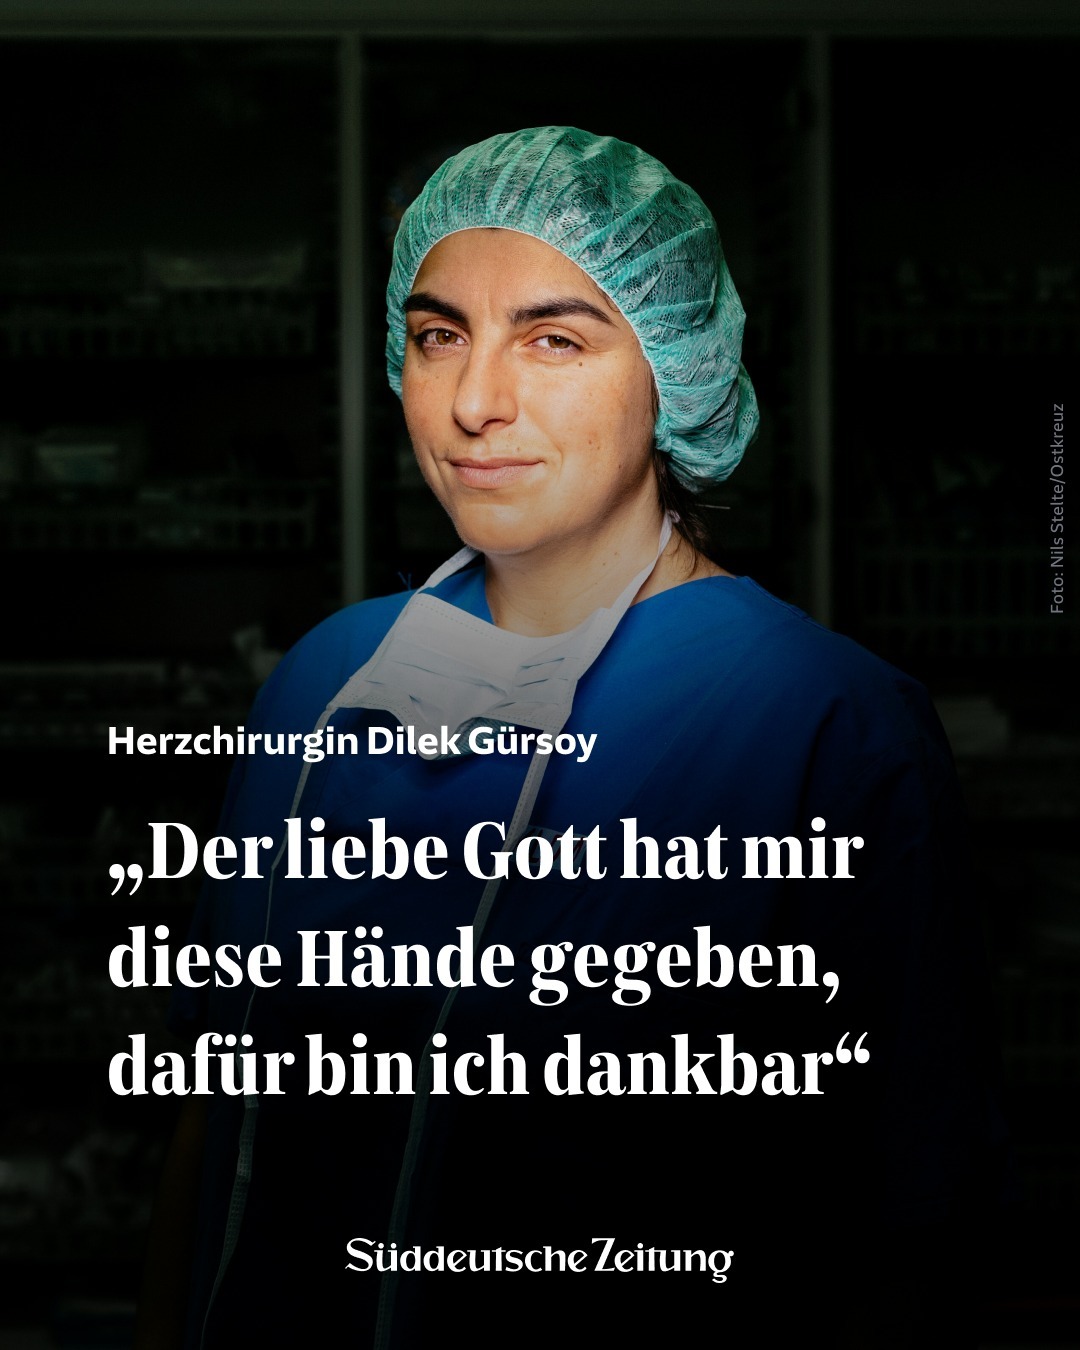 Foto: Nils Stelte/Ostkreuz
Herzchirurgin Dilek Gürsoy
„Der liebe Gott hat mir
diese Hände gegeben,
dafür bin ich dankbar“
Süddeutsche Zeitung